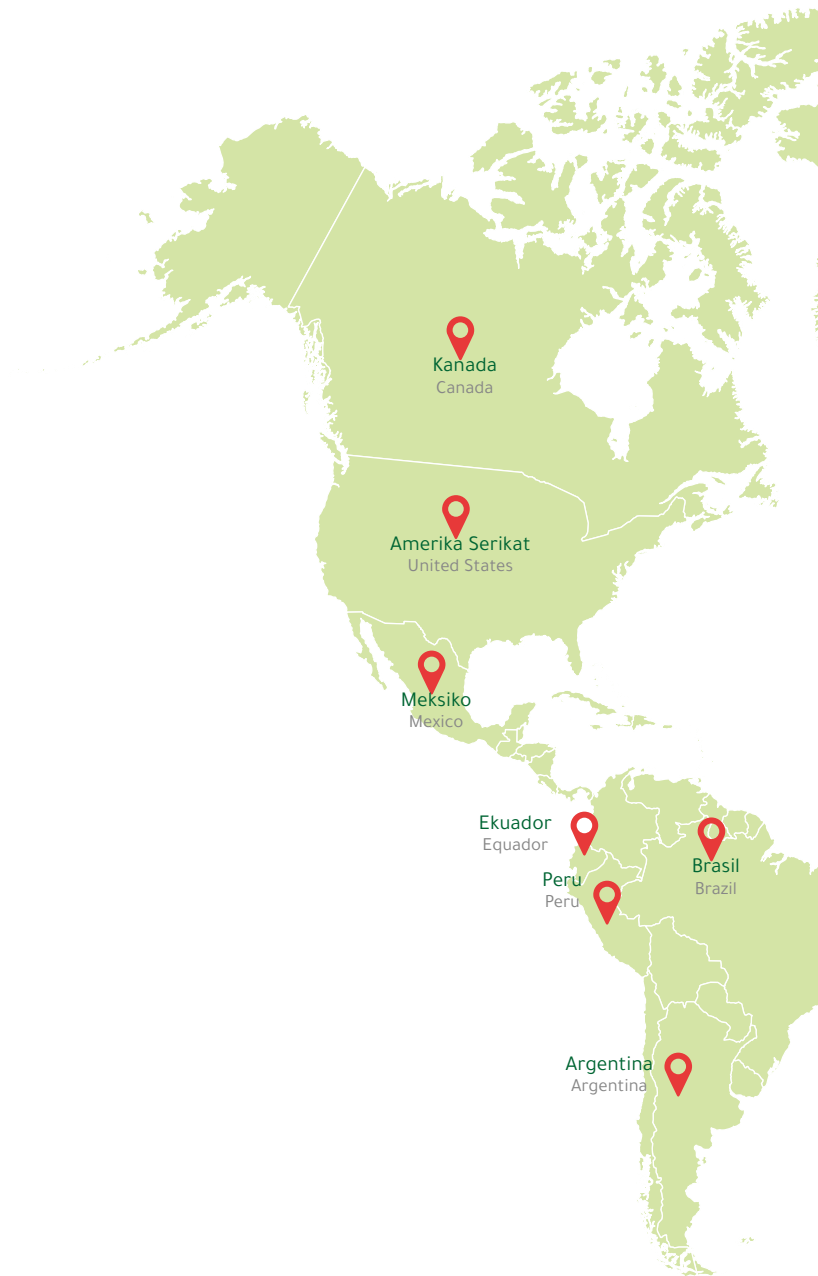 Kanada
Canada
Amerika Serikat
United States
Meksiko
Mexico
Ekuador
Equador
Brasil
Brazil
Peru
Peru
Argentina
Argentina